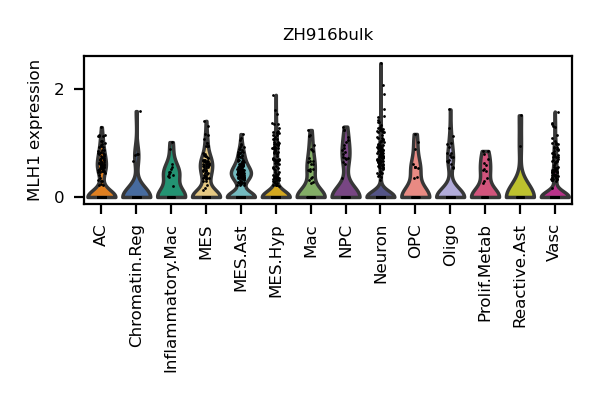 ZH916bulk
MLH1 expression
2
0
AC
Chromatin.Reg
Inflammatory.Mac
MES
MES.Ast
MES.Hyp
Mac
NPC
Neuron
OPC
Oligo
Prolif.Metab
Reactive.Ast
Vasc